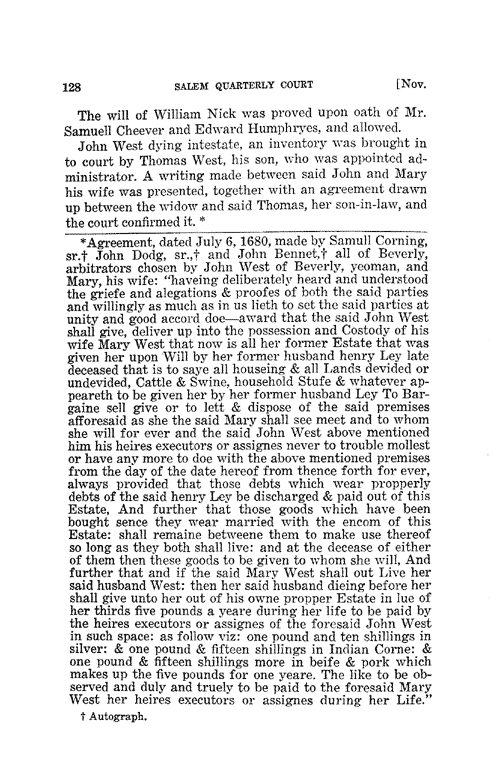 128 SALEM QUARTERLY COURT [Nov.
The will of William Nick was proved upon oath of Mr.
Samuell Cheever and Edward Humphryes, and allowed.
John West dying intestate, an inventory was brought in
to court by Thomas West, his son, who was appointed ad-
ministrator. A writing made between said John and Mary
his wife was presented, together with an agreement drawn
up between the widow and said Thomas, her son-in-law, and
the court confirmed it. *
*Agreement, dated July 6, 1680, made by Samull Corning,
sr.† John Dodg, sr.,† and John Bennet,† all of Beverly,
arbitrators chosen by John West of Beverly, yeoman, and
Mary, his wife: "haveing deliberately heard and understood
the griefe and alegations & proofes of both the said parties
and willingly as much as in us lieth to set the said parties at
unity and good accord doe—award that the said John West
shall give, deliver up into the possession and Costody of his
wife Mary West that now is all her former Estate that was
given her upon Will by her former husband henry Ley late
deceased that is to saye all houseing & all Lands devided or
undevided, Cattle & Swine, household Stufe & whatever ap-
peareth to be given her by her former husband Ley To Bar-
gaine sell give or to lett & dispose of the said premises
afforesaid as she the said Mary shall see meet and to whom
she will for ever and the said John West above mentioned
him his heires executors or assignes never to trouble mollest
or have any more to doe with the above mentioned premises
from the day of the date hereof from thence forth for ever,
always provided that those debts which wear propperly
debts of the said henry Ley be discharged & paid out of this
Estate, And further that those goods which have been
bought sence they wear married with the encom of this
Estate: shall remaine betweene them to make use thereof
so long as they both shall live: and at the decease of either
of them then these goods to be given to whom she will, And
further that and if the said Mary West shall out Live her
said husband West: then her said husband dieing before her
shall give unto her out of his owne propper Estate in lue of
her thirds five pounds a yeare during her life to be paid by
the heires executors or assignes of the foresaid John West
in such space: as follow viz: one pound and ten shillings in
silver: & one pound & fifteen shillings in Indian Corne: &
one pound & fifteen shillings more in beife & pork which
makes up the five pounds for one yeare. The like to be ob-
served and duly and truely to be paid to the foresaid Mary
West her heires executors or assignes during her Life."
† Autograph.